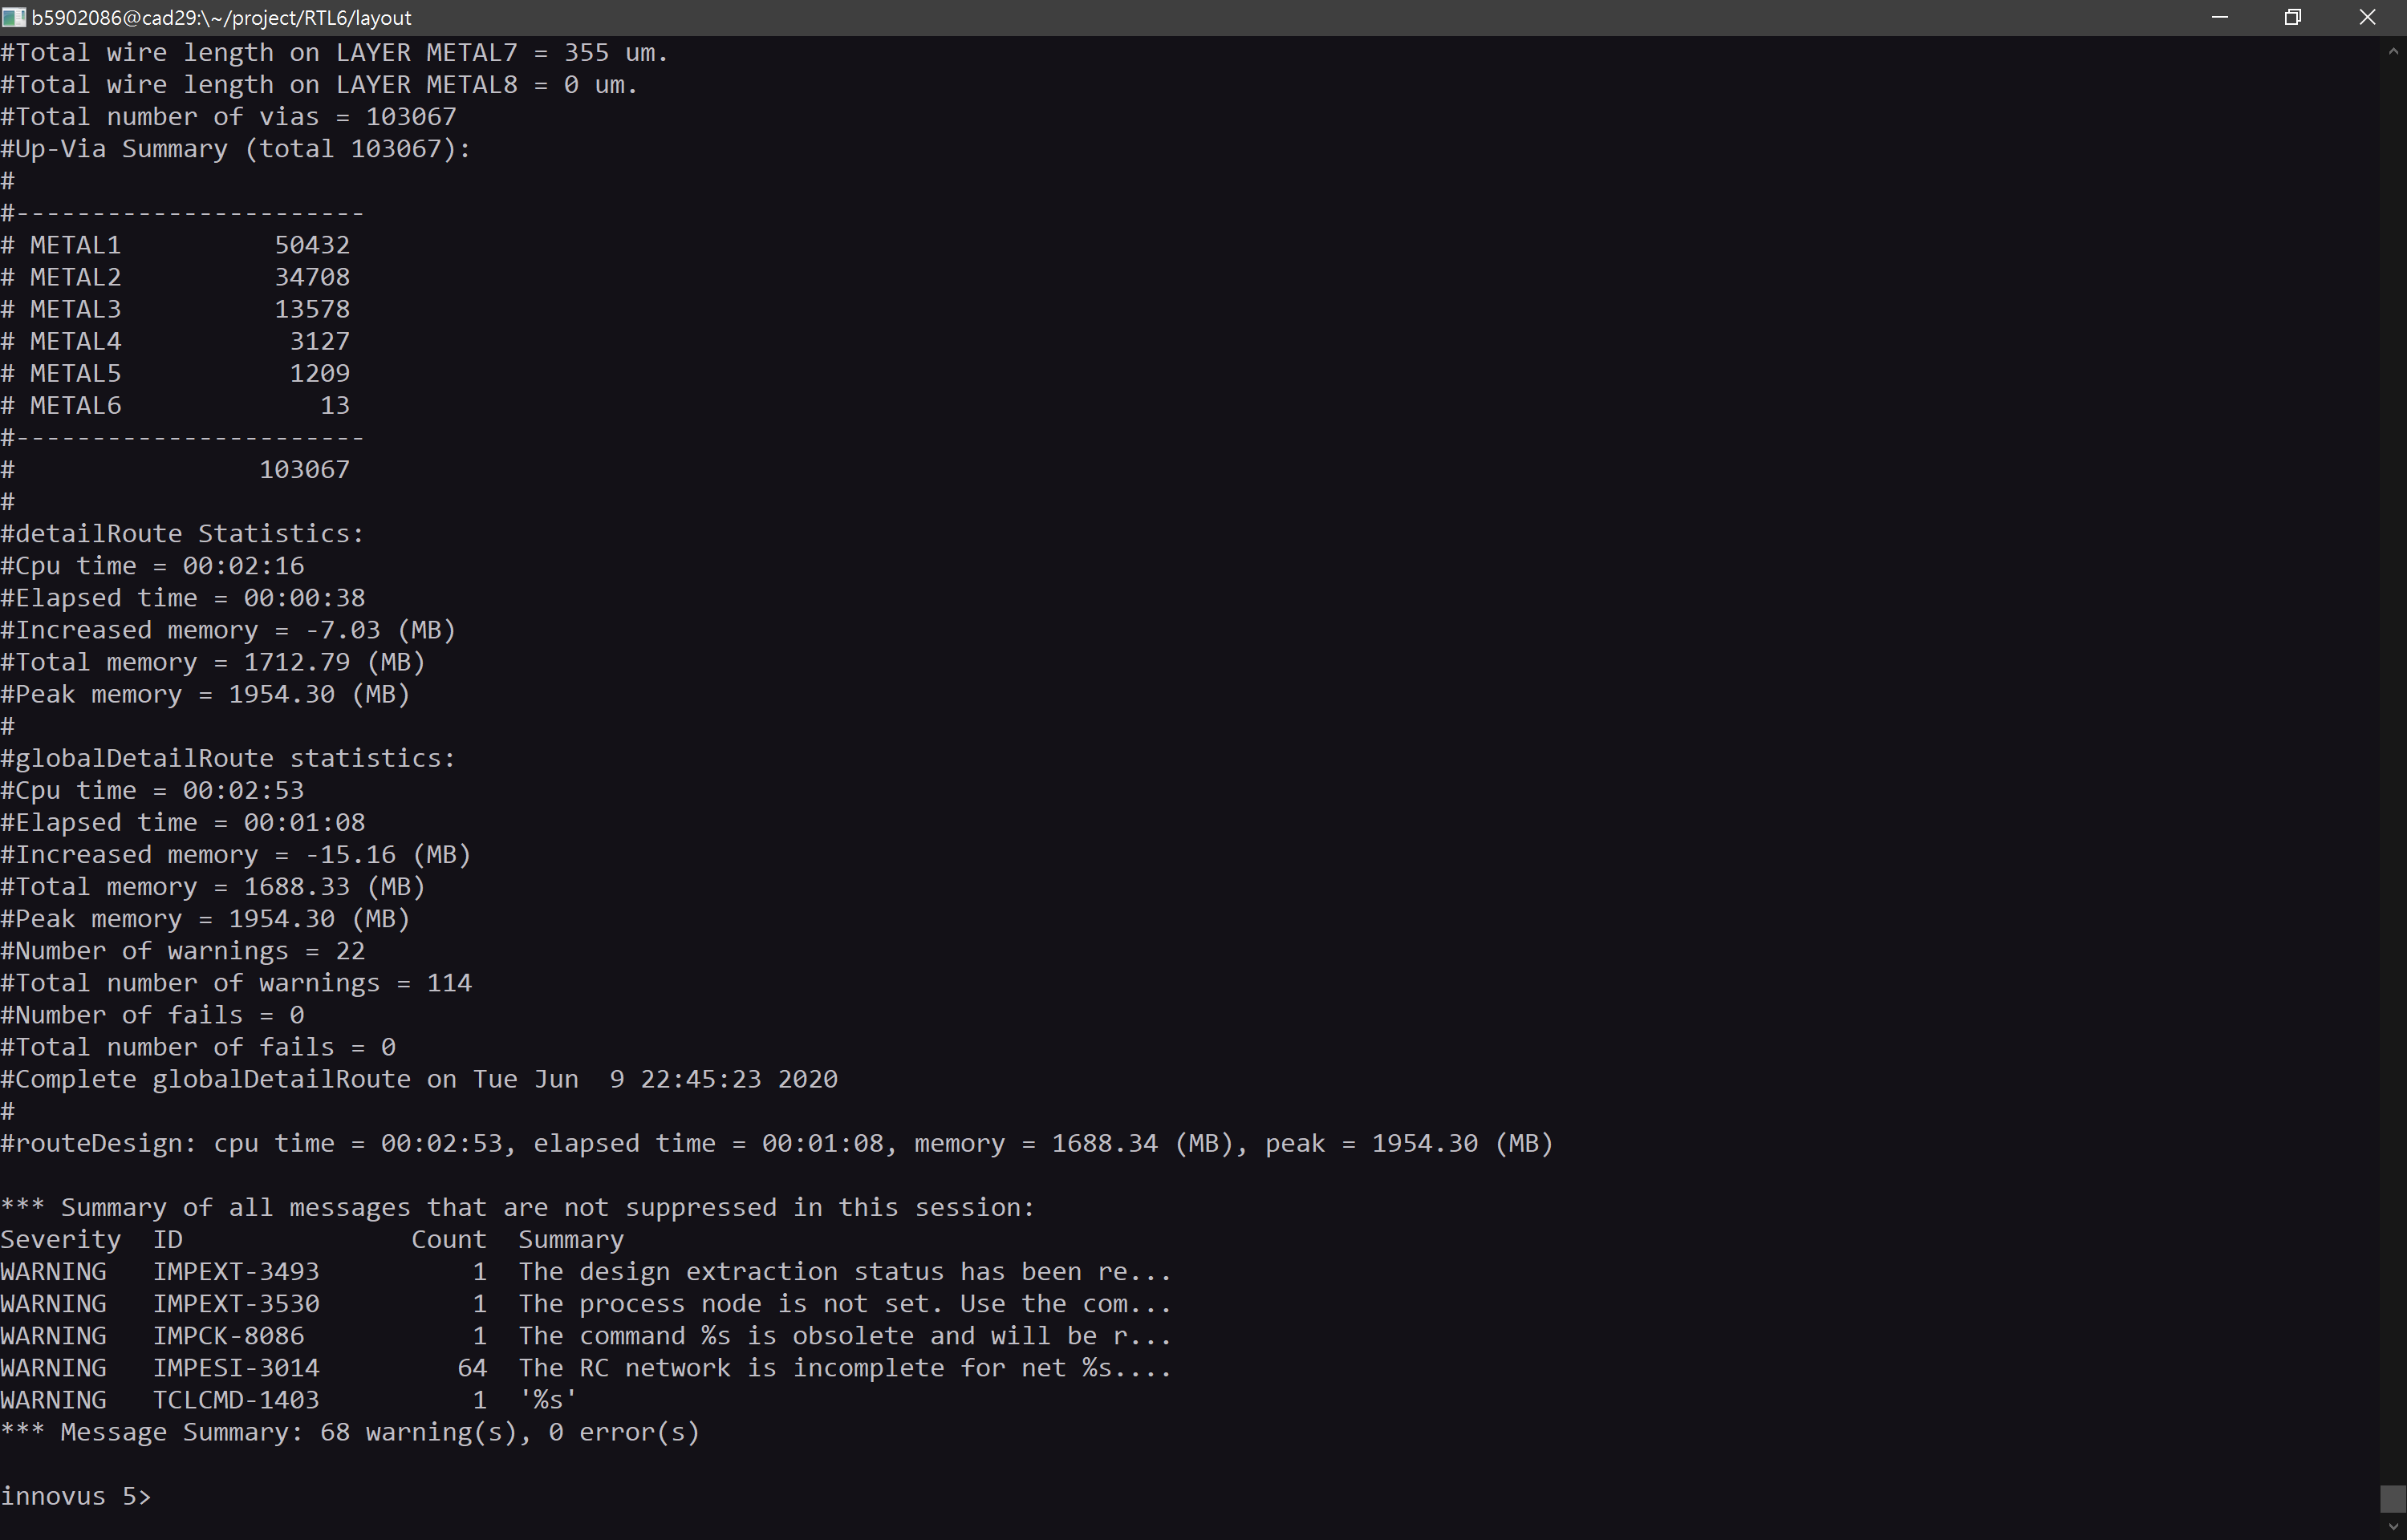 b5902086@cad29:\~/project/RTL6/layout
#Total wire length on LAYER METAL7 = 355 um.
#Total wire length on LAYER METAL8 = 0 um.
#Total number of vias = 103067
#Up-Via Summary (total 103067):
#
#-----------------------
# METAL1          50432
# METAL2          34708
# METAL3          13578
# METAL4           3127
# METAL5           1209
# METAL6             13
#-----------------------
#                103067
#
#detailRoute Statistics:
#Cpu time = 00:02:16
#Elapsed time = 00:00:38
#Increased memory = -7.03 (MB)
#Total memory = 1712.79 (MB)
#Peak memory = 1954.30 (MB)
#
#globalDetailRoute statistics:
#Cpu time = 00:02:53
#Elapsed time = 00:01:08
#Increased memory = -15.16 (MB)
#Total memory = 1688.33 (MB)
#Peak memory = 1954.30 (MB)
#Number of warnings = 22
#Total number of warnings = 114
#Number of fails = 0
#Total number of fails = 0
#Complete globalDetailRoute on Tue Jun  9 22:45:23 2020
#
#routeDesign: cpu time = 00:02:53, elapsed time = 00:01:08, memory = 1688.34 (MB), peak = 1954.30 (MB)
*** Summary of all messages that are not suppressed in this session:
Severity  ID               Count  Summary
WARNING   IMPEXT-3493          1  The design extraction status has been re...
WARNING   IMPEXT-3530          1  The process node is not set. Use the com...
WARNING   IMPCK-8086           1  The command %s is obsolete and will be r...
WARNING   IMPESI-3014         64  The RC network is incomplete for net %s....
WARNING   TCLCMD-1403          1  '%s'
*** Message Summary: 68 warning(s), 0 error(s)
innovus 5>